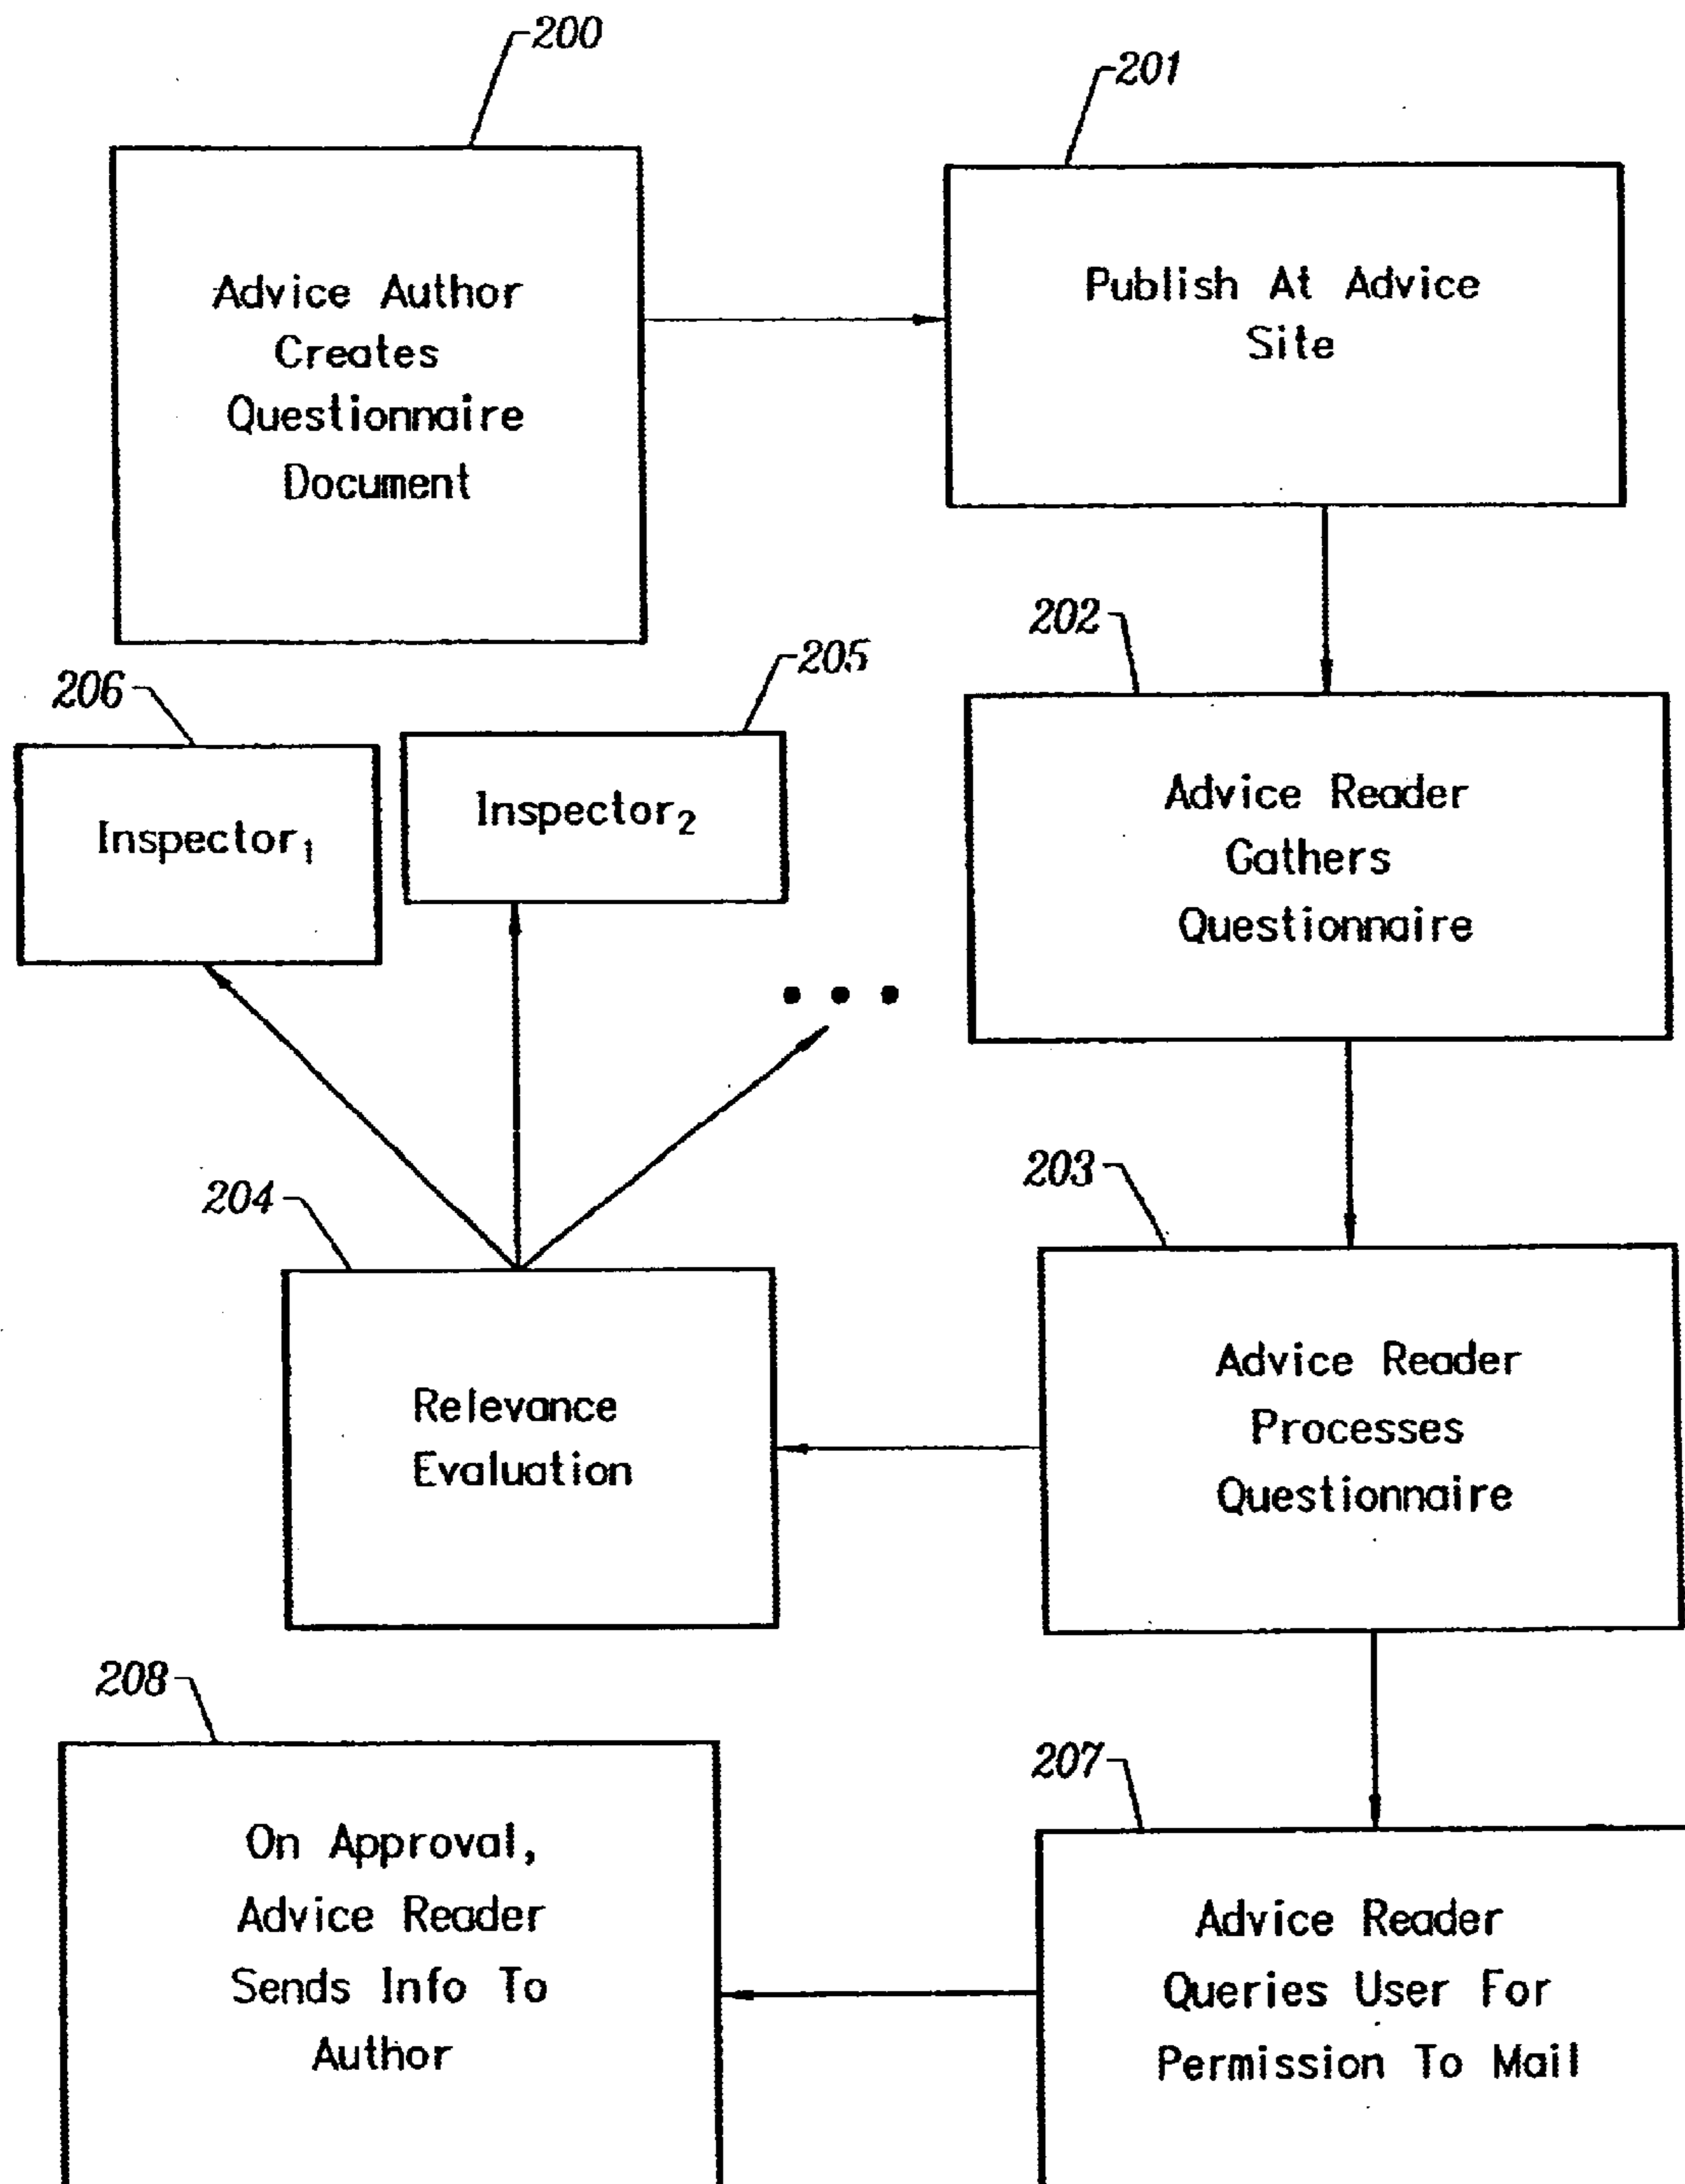 200
201
Advice Author
Creates
Questionnaire
Document
Publish At Advice
Site
202
206
205
Inspector₁
Inspector₂
Advice Reader
Gathers
Questionnaire
• • •
203
204
Relevance
Evaluation
Advice Reader
Processes
Questionnaire
208
207
On Approval,
Advice Reader
Sends Info To
Author
Advice Reader
Queries User For
Permission To Mail